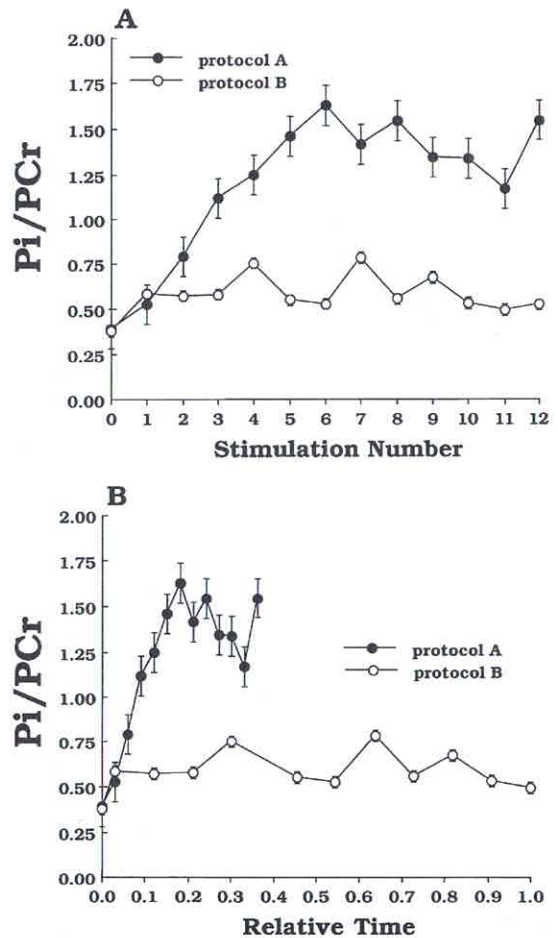 A
2.00
protocol A
protocol B
1.75
1.50
1.25
1.00
0.75
0.50
0.25
0.00
Pi/PCr
0 1 2 3 4 5 6 7 8 9 10 11 12
Stimulation Number
B
2.00
1.75
1.50
1.25
protocol A
protocol B
1.00
0.75
0.50
0.25
0.00
Pi/PCr
0.0 0.1 0.2 0.3 0.4 0.5 0.6 0.7 0.8 0.9 1.0
Relative Time